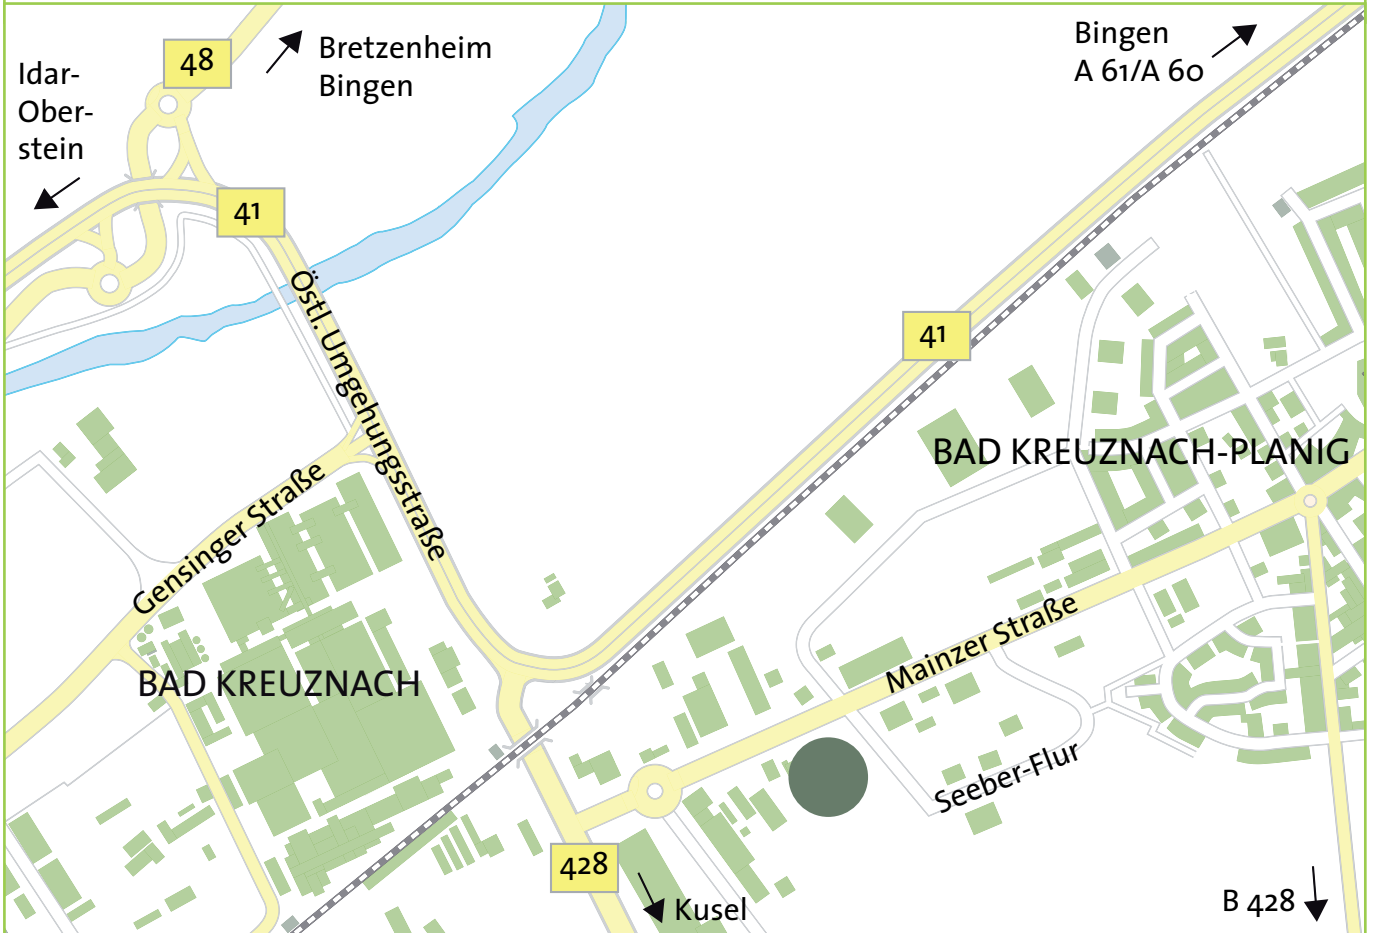 48
Bretzenheim
Bingen
Bingen
A 61/A 60
Idar-
Ober-
stein
41
Östl. Umgehungsstraße
41
BAD KREUZNACH-PLANIG
Gensinger Straße
Mainzer Straße
BAD KREUZNACH
Seeber-Flur
428
Kusel
B 428